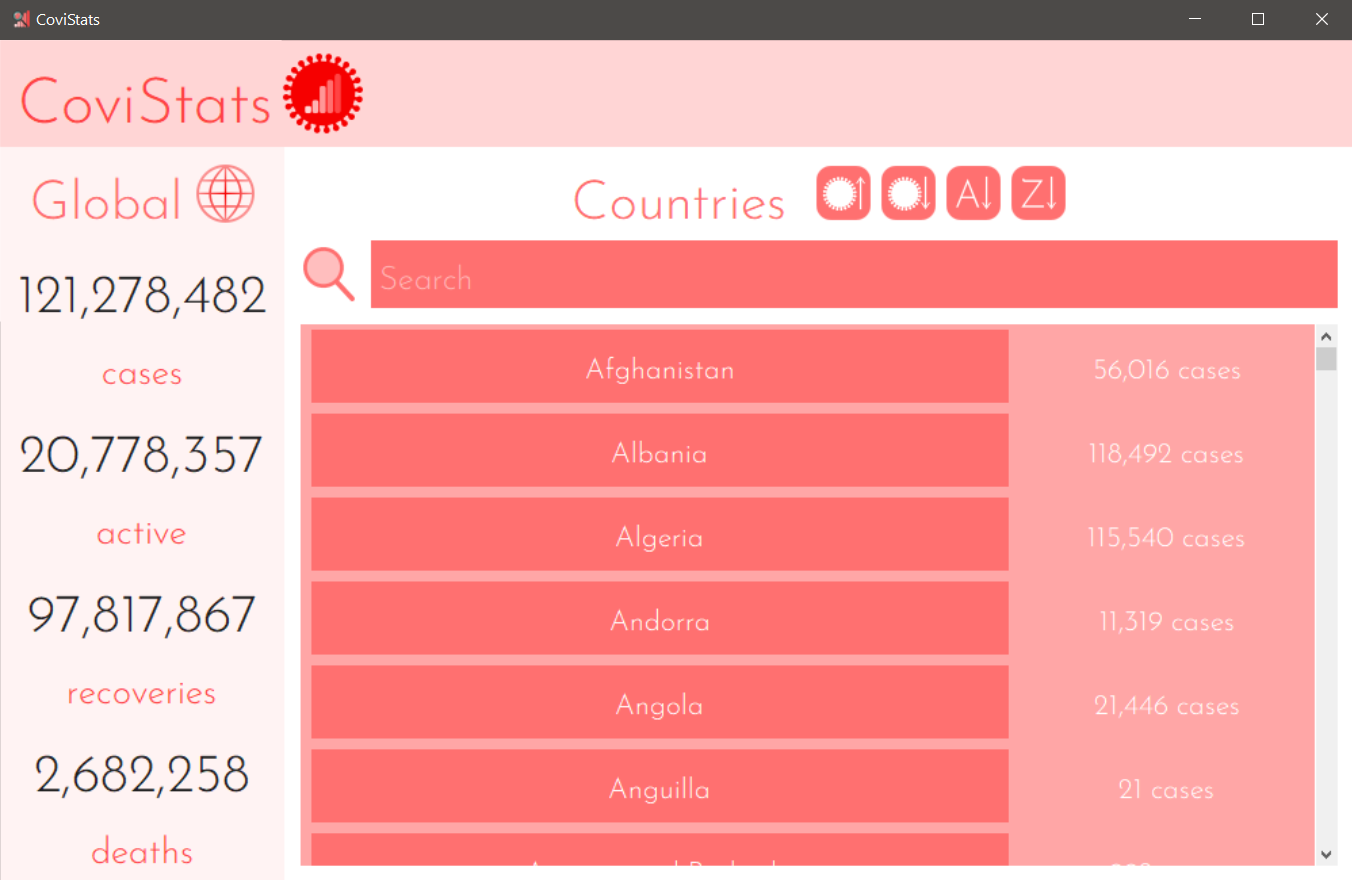 CoviStats
CoviStats
Global
121,278,482
cases
20,778,357
active
97,817,867
recoveries
2,682,258
deaths
Countries
A↓ Z↓
Search
Afghanistan 56,016 cases
Albania 118,492 cases
Algeria 115,540 cases
Andorra 11,319 cases
Angola 21,446 cases
Anguilla 21 cases